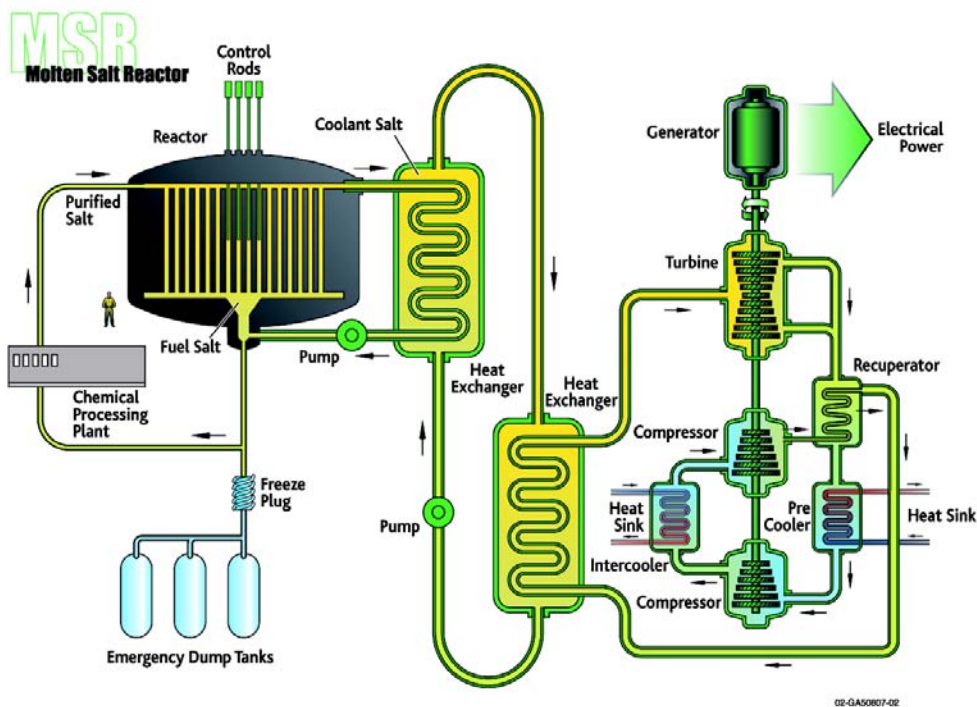 MSR
Molten Salt Reactor
Control
Rods
Reactor
Coolant Salt
Generator
Electrical
Power
Purified
Salt
Turbine
Fuel Salt
Pump
Heat
Exchanger
Heat
Exchanger
Recuperator
Chemical
Processing
Plant
Compressor
Freeze
Plug
Pump
Heat
Sink
Pre
Cooler
Heat Sink
Intercooler
Compressor
Emergency Dump Tanks
02-GA50807-02